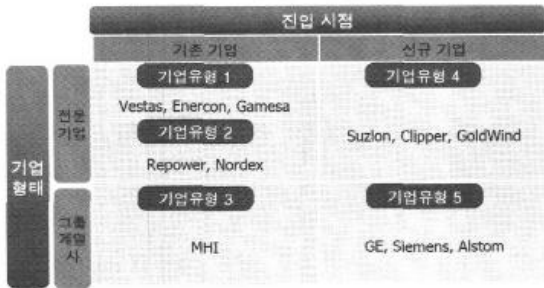 진입 시점
기존 기업
신규 기업
기업유형 1
기업유형 4
Vestas, Enercon, Gamesa
전문
기업
기업유형 2
Suzlon, Clipper, GoldWind
Repower, Nordex
기업
형태
기업유형 3
기업유형 5
그룹
계열
사
MHI
GE, Siemens, Alstom